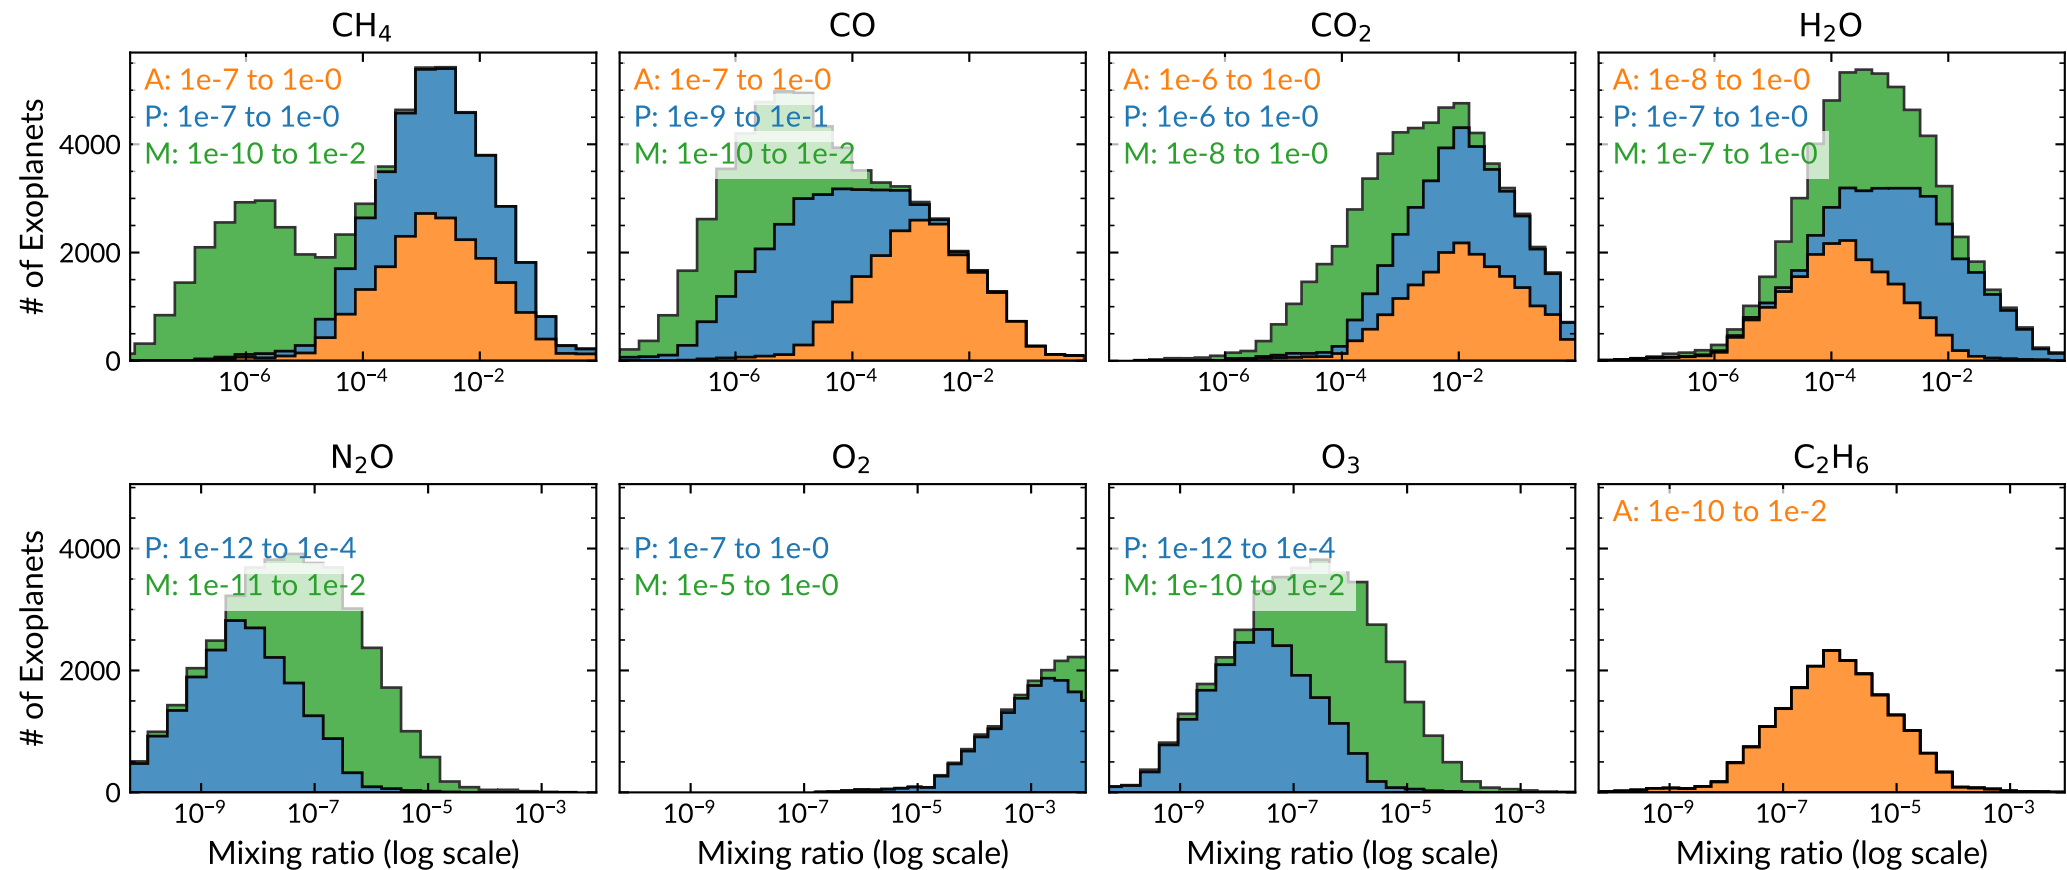 CH₄
CO
CO₂
H₂O
# of Exoplanets
4000
2000
0
A: 1e-7 to 1e-0
P: 1e-7 to 1e-0
M: 1e-10 to 1e-2
10⁻⁶ 10⁻⁴ 10⁻²
A: 1e-7 to 1e-0
P: 1e-9 to 1e-1
M: 1e-10 to 1e-2
10⁻⁶ 10⁻⁴ 10⁻²
A: 1e-6 to 1e-0
P: 1e-6 to 1e-0
M: 1e-8 to 1e-0
10⁻⁶ 10⁻⁴ 10⁻²
A: 1e-8 to 1e-0
P: 1e-7 to 1e-0
M: 1e-7 to 1e-0
10⁻⁶ 10⁻⁴ 10⁻²
N₂O
O₂
O₃
C₂H₆
# of Exoplanets
4000
2000
0
P: 1e-12 to 1e-4
M: 1e-11 to 1e-2
10⁻⁹ 10⁻⁷ 10⁻⁵ 10⁻³
Mixing ratio (log scale)
P: 1e-7 to 1e-0
M: 1e-5 to 1e-0
10⁻⁹ 10⁻⁷ 10⁻⁵ 10⁻³
Mixing ratio (log scale)
P: 1e-12 to 1e-4
M: 1e-10 to 1e-2
10⁻⁹ 10⁻⁷ 10⁻⁵ 10⁻³
Mixing ratio (log scale)
A: 1e-10 to 1e-2
10⁻⁹ 10⁻⁷ 10⁻⁵ 10⁻³
Mixing ratio (log scale)